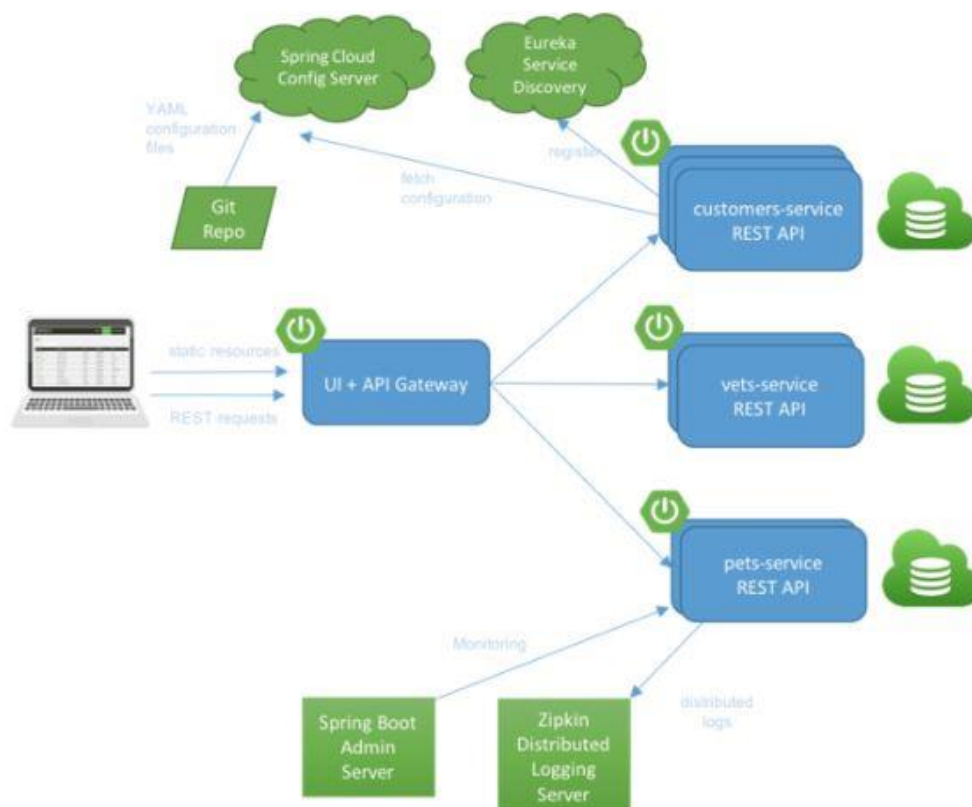 Spring Cloud
Config Server
Eureka
Service
Discovery
YAML
configuration
files
register
fetch
configuration
Git
Repo
customers-service
REST API
static resources
REST requests
UI + API Gateway
vets-service
REST API
pets-service
REST API
Monitoring
distributed
logs
Spring Boot
Admin
Server
Zipkin
Distributed
Logging
Server